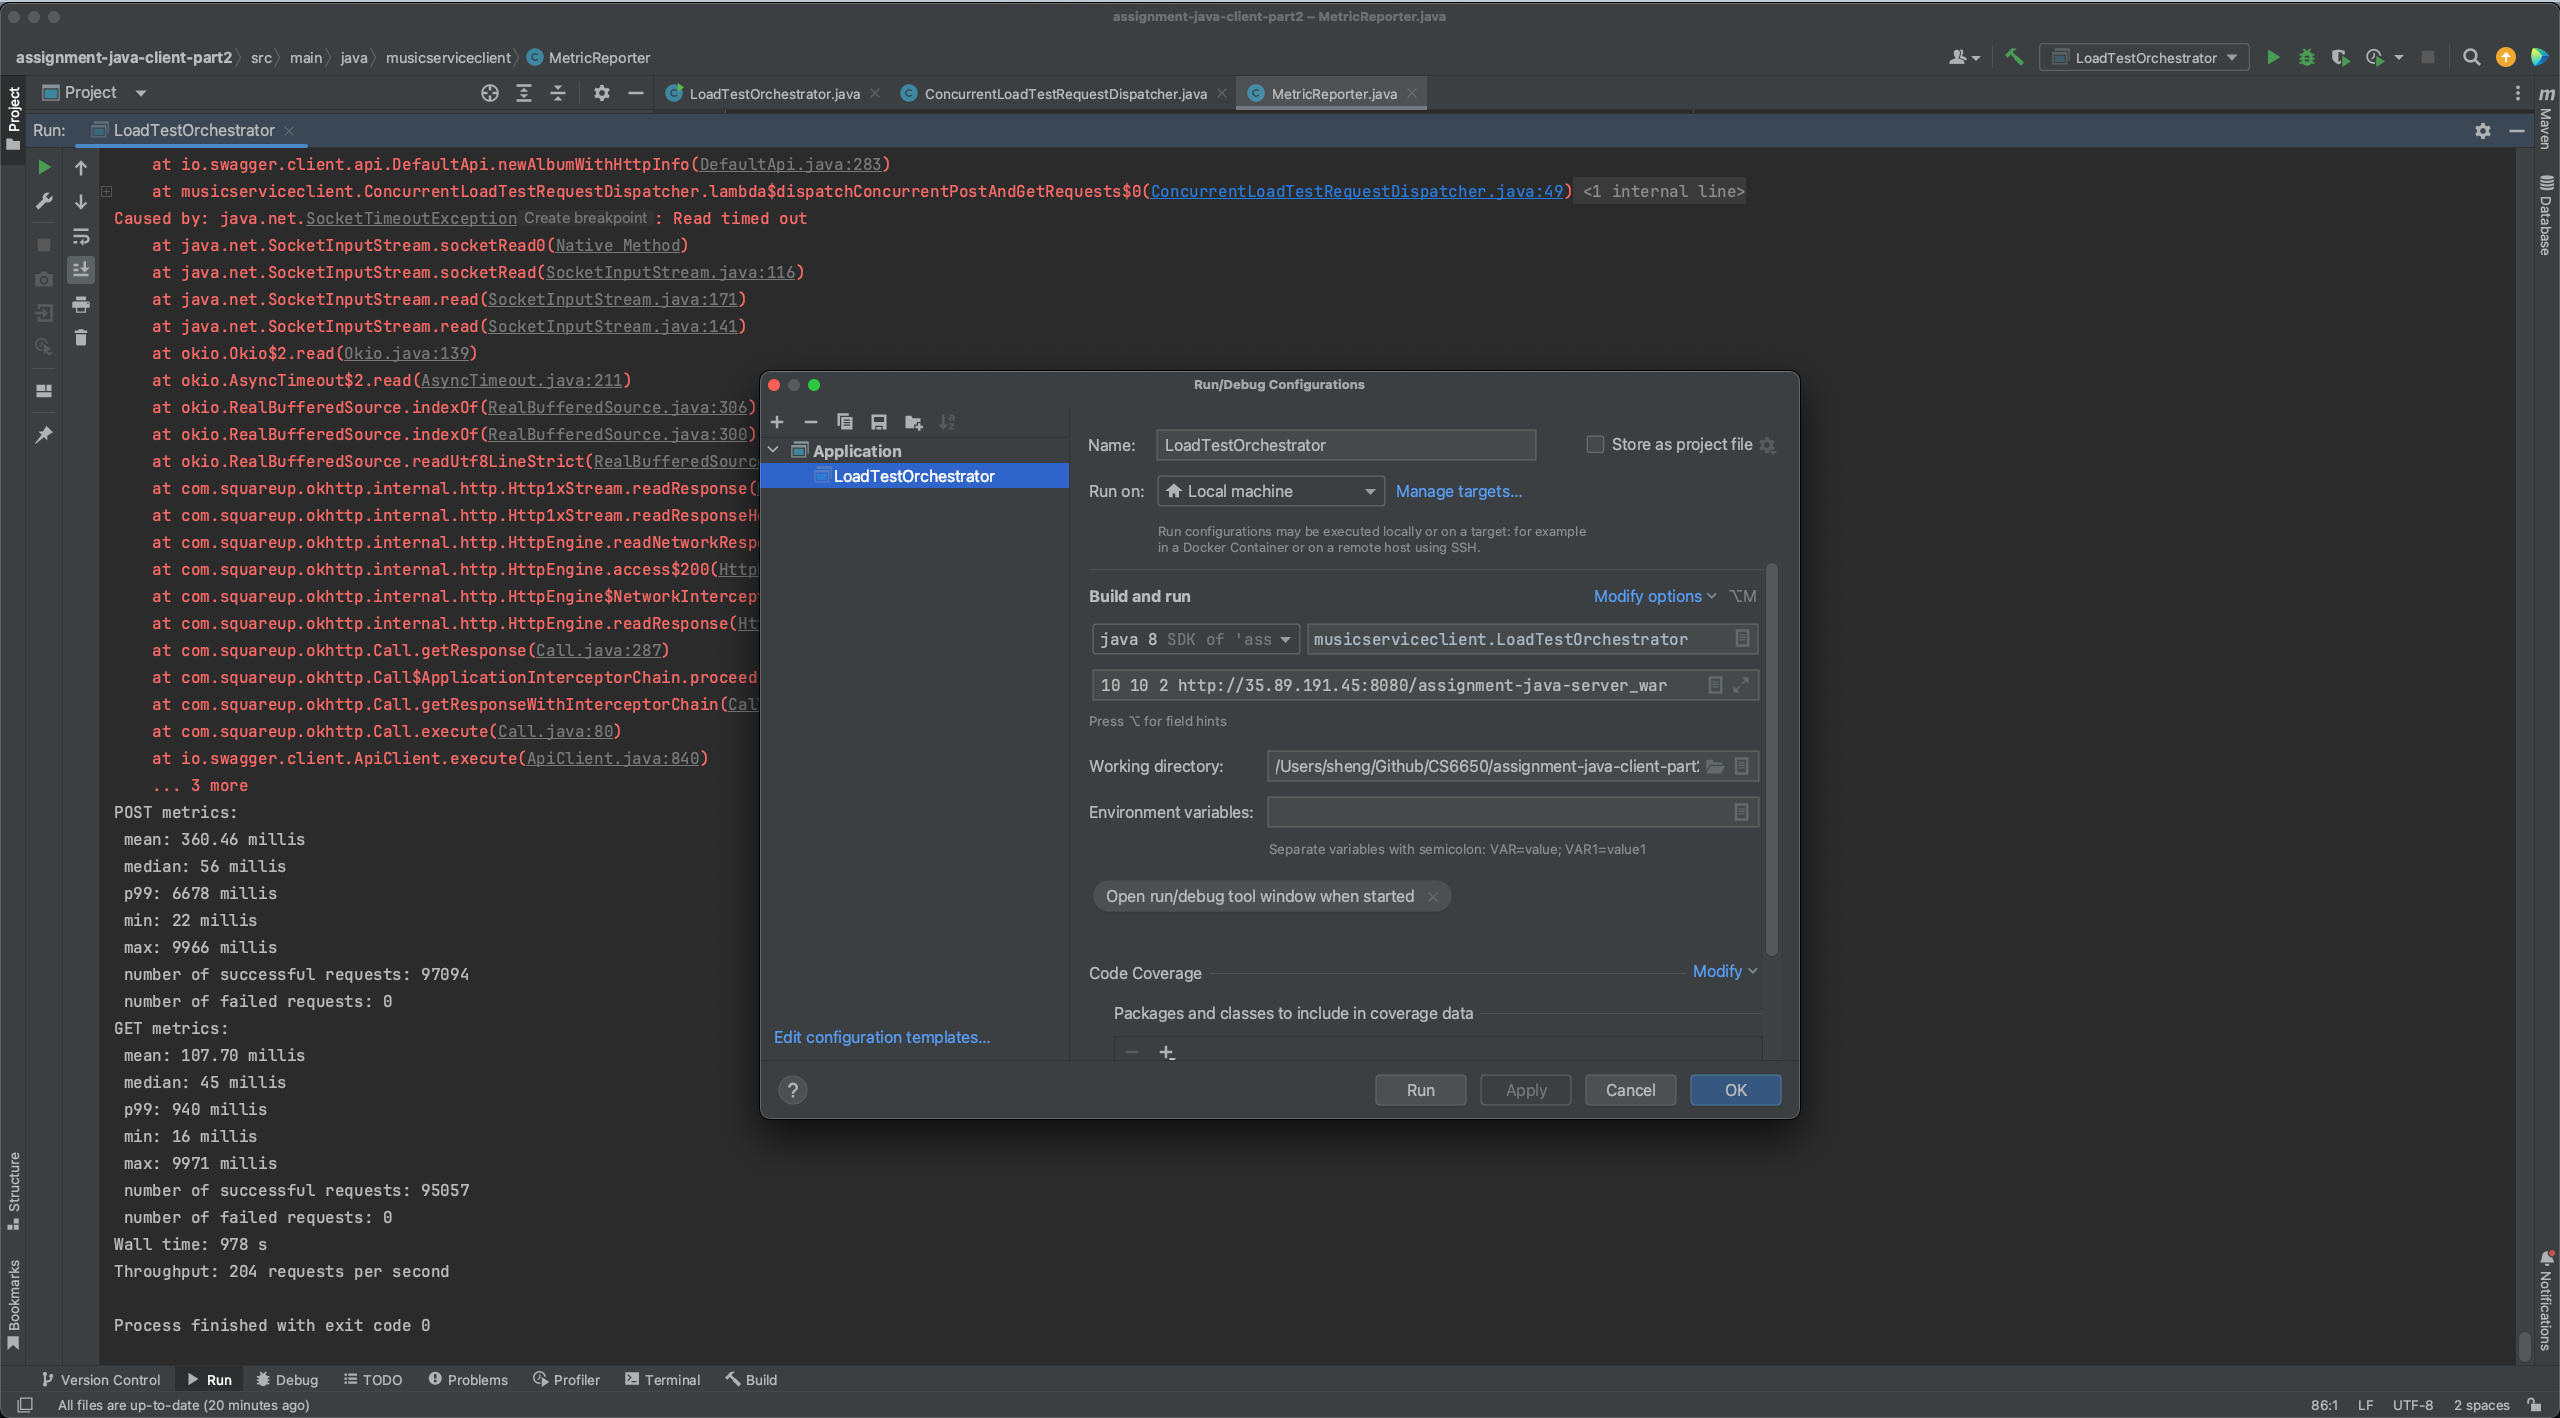 assignment-java-client-part2 – MetricReporter.java
assignment-java-client-part2 src main java musicserviceclient MetricReporter
LoadTestOrchestrator
Project
LoadTestOrchestrator.java
ConcurrentLoadTestRequestDispatcher.java
MetricReporter.java
Project
Maven
Database
Run: LoadTestOrchestrator
at io.swagger.client.api.DefaultApi.newAlbumWithHttpInfo(DefaultApi.java:283)
at musicserviceclient.ConcurrentLoadTestRequestDispatcher.lambda$dispatchConcurrentPostAndGetRequests$0(ConcurrentLoadTestRequestDispatcher.java:49) <1 internal line>
Caused by: java.net.SocketTimeoutException Create breakpoint : Read timed out
at java.net.SocketInputStream.socketRead0(Native Method)
at java.net.SocketInputStream.socketRead(SocketInputStream.java:116)
at java.net.SocketInputStream.read(SocketInputStream.java:171)
at java.net.SocketInputStream.read(SocketInputStream.java:141)
at okio.Okio$2.read(Okio.java:139)
at okio.AsyncTimeout$2.read(AsyncTimeout.java:211)
at okio.RealBufferedSource.indexOf(RealBufferedSource.java:306)
at okio.RealBufferedSource.indexOf(RealBufferedSource.java:300)
at okio.RealBufferedSource.readUtf8LineStrict(RealBufferedSourc
at com.squareup.okhttp.internal.http.Http1xStream.readResponse(
at com.squareup.okhttp.internal.http.Http1xStream.readResponseH
at com.squareup.okhttp.internal.http.HttpEngine.readNetworkResp
at com.squareup.okhttp.internal.http.HttpEngine.access$200(Http
at com.squareup.okhttp.internal.http.HttpEngine$NetworkIntercep
at com.squareup.okhttp.internal.http.HttpEngine.readResponse(Ht
at com.squareup.okhttp.Call.getResponse(Call.java:287)
at com.squareup.okhttp.Call$ApplicationInterceptorChain.proceed
at com.squareup.okhttp.Call.getResponseWithInterceptorChain(Cal
at com.squareup.okhttp.Call.execute(Call.java:80)
at io.swagger.client.ApiClient.execute(ApiClient.java:840)
... 3 more
POST metrics:
mean: 360.46 millis
median: 56 millis
p99: 6678 millis
min: 22 millis
max: 9966 millis
number of successful requests: 97094
number of failed requests: 0
GET metrics:
mean: 107.70 millis
median: 45 millis
p99: 940 millis
min: 16 millis
max: 9971 millis
number of successful requests: 95057
number of failed requests: 0
Wall time: 978 s
Throughput: 204 requests per second
Process finished with exit code 0
Run/Debug Configurations
Application
LoadTestOrchestrator
Edit configuration templates...
Name: LoadTestOrchestrator
Store as project file
Run on: Local machine
Manage targets...
Run configurations may be executed locally or on a target: for example
in a Docker Container or on a remote host using SSH.
Build and run
Modify options ⌥M
java 8 SDK of 'ass
musicserviceclient.LoadTestOrchestrator
10 10 2 http://35.89.191.45:8080/assignment-java-server_war
Press ⌥ for field hints
Working directory: /Users/sheng/Github/CS6650/assignment-java-client-part2
Environment variables:
Separate variables with semicolon: VAR=value; VAR1=value1
Open run/debug tool window when started
Code Coverage
Modify
Packages and classes to include in coverage data
?
Run
Apply
Cancel
OK
Structure
Bookmarks
Notifications
Version Control
Run
Debug
TODO
Problems
Profiler
Terminal
Build
All files are up-to-date (20 minutes ago)
86:1 LF UTF-8 2 spaces